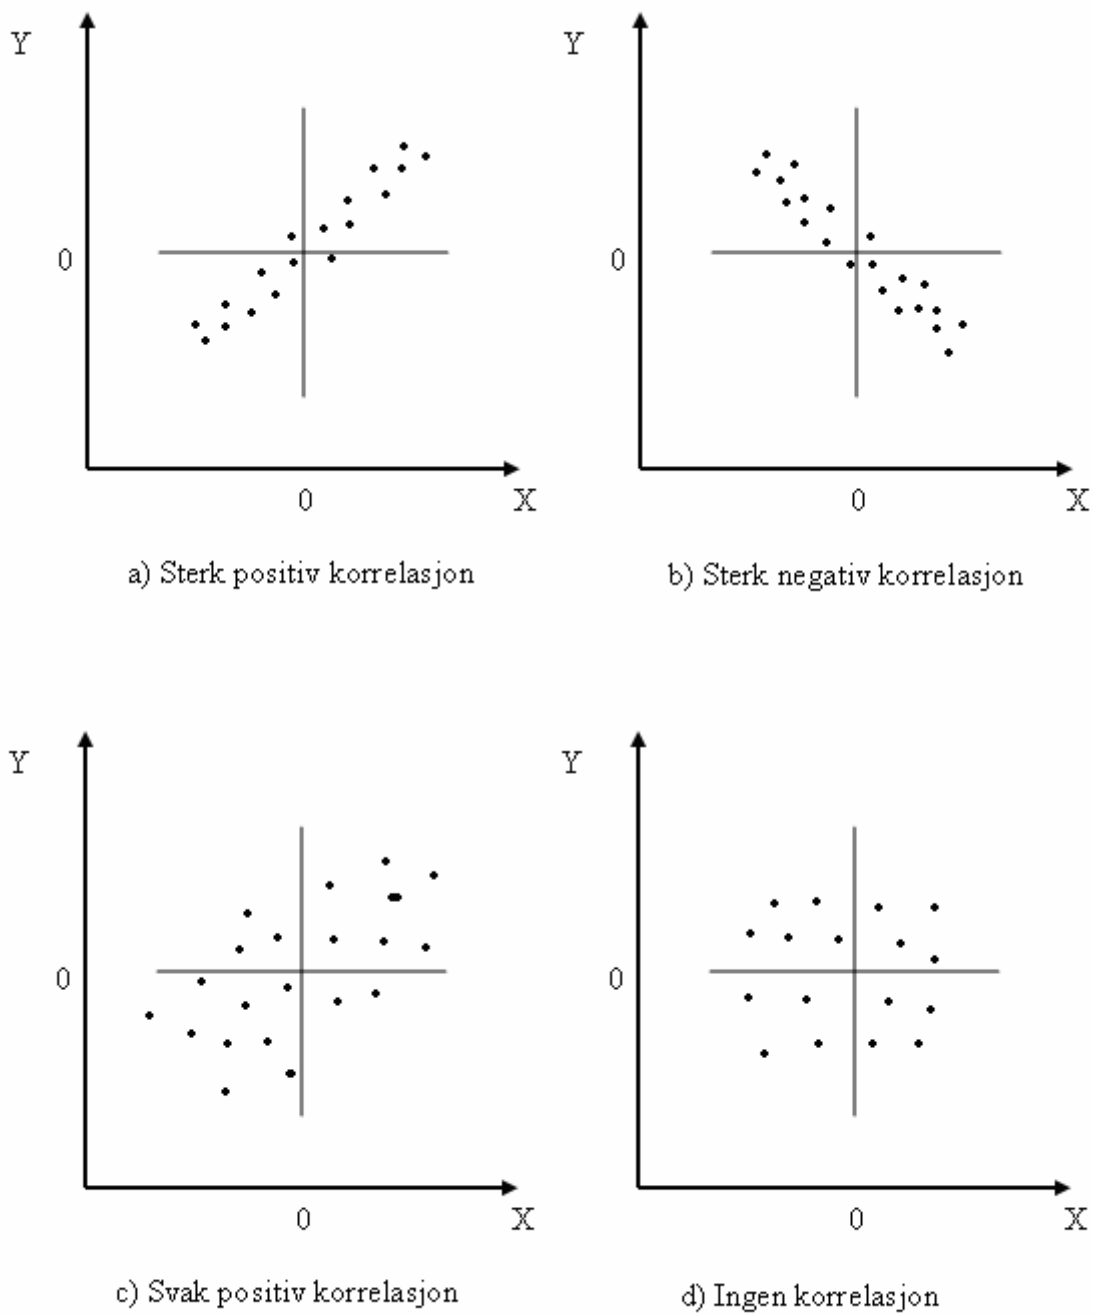 Y
0
0
X
a) Sterk positiv korrelasjon
Y
0
0
X
b) Sterk negativ korrelasjon
Y
0
0
X
c) Svak positiv korrelasjon
Y
0
0
X
d) Ingen korrelasjon